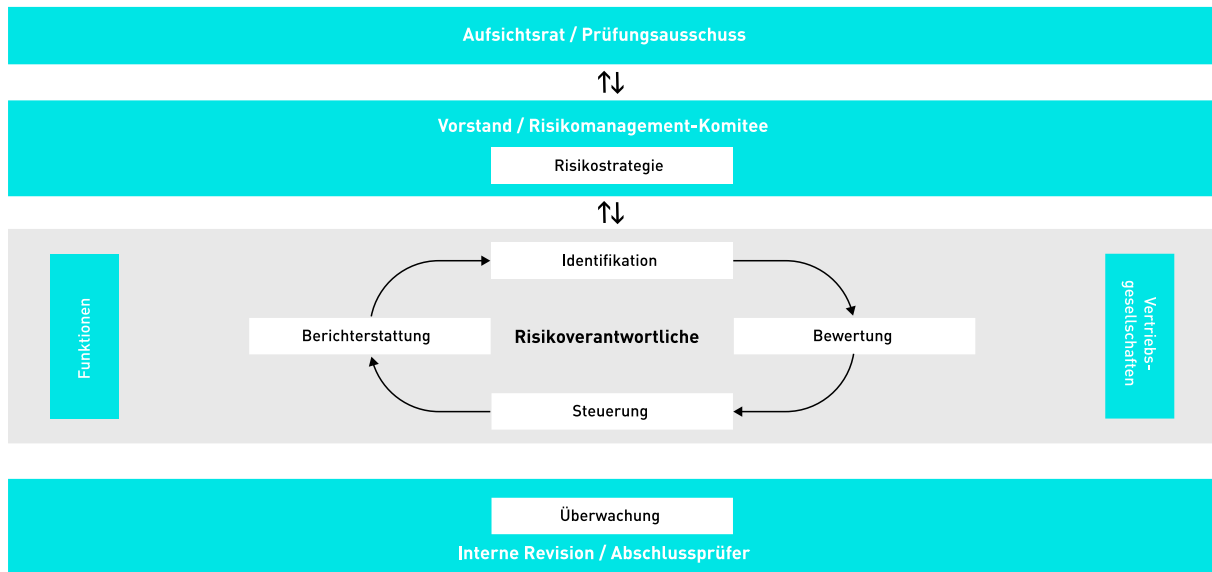 Aufsichtsrat / Prüfungsausschuss
Vorstand / Risikomanagement-Komitee
Risikostrategie
Funktionen
Identifikation
Berichterstattung
Risikoverantwortliche
Bewertung
Steuerung
Vertriebs-
gesellschaften
Überwachung
Interne Revision / Abschlussprüfer